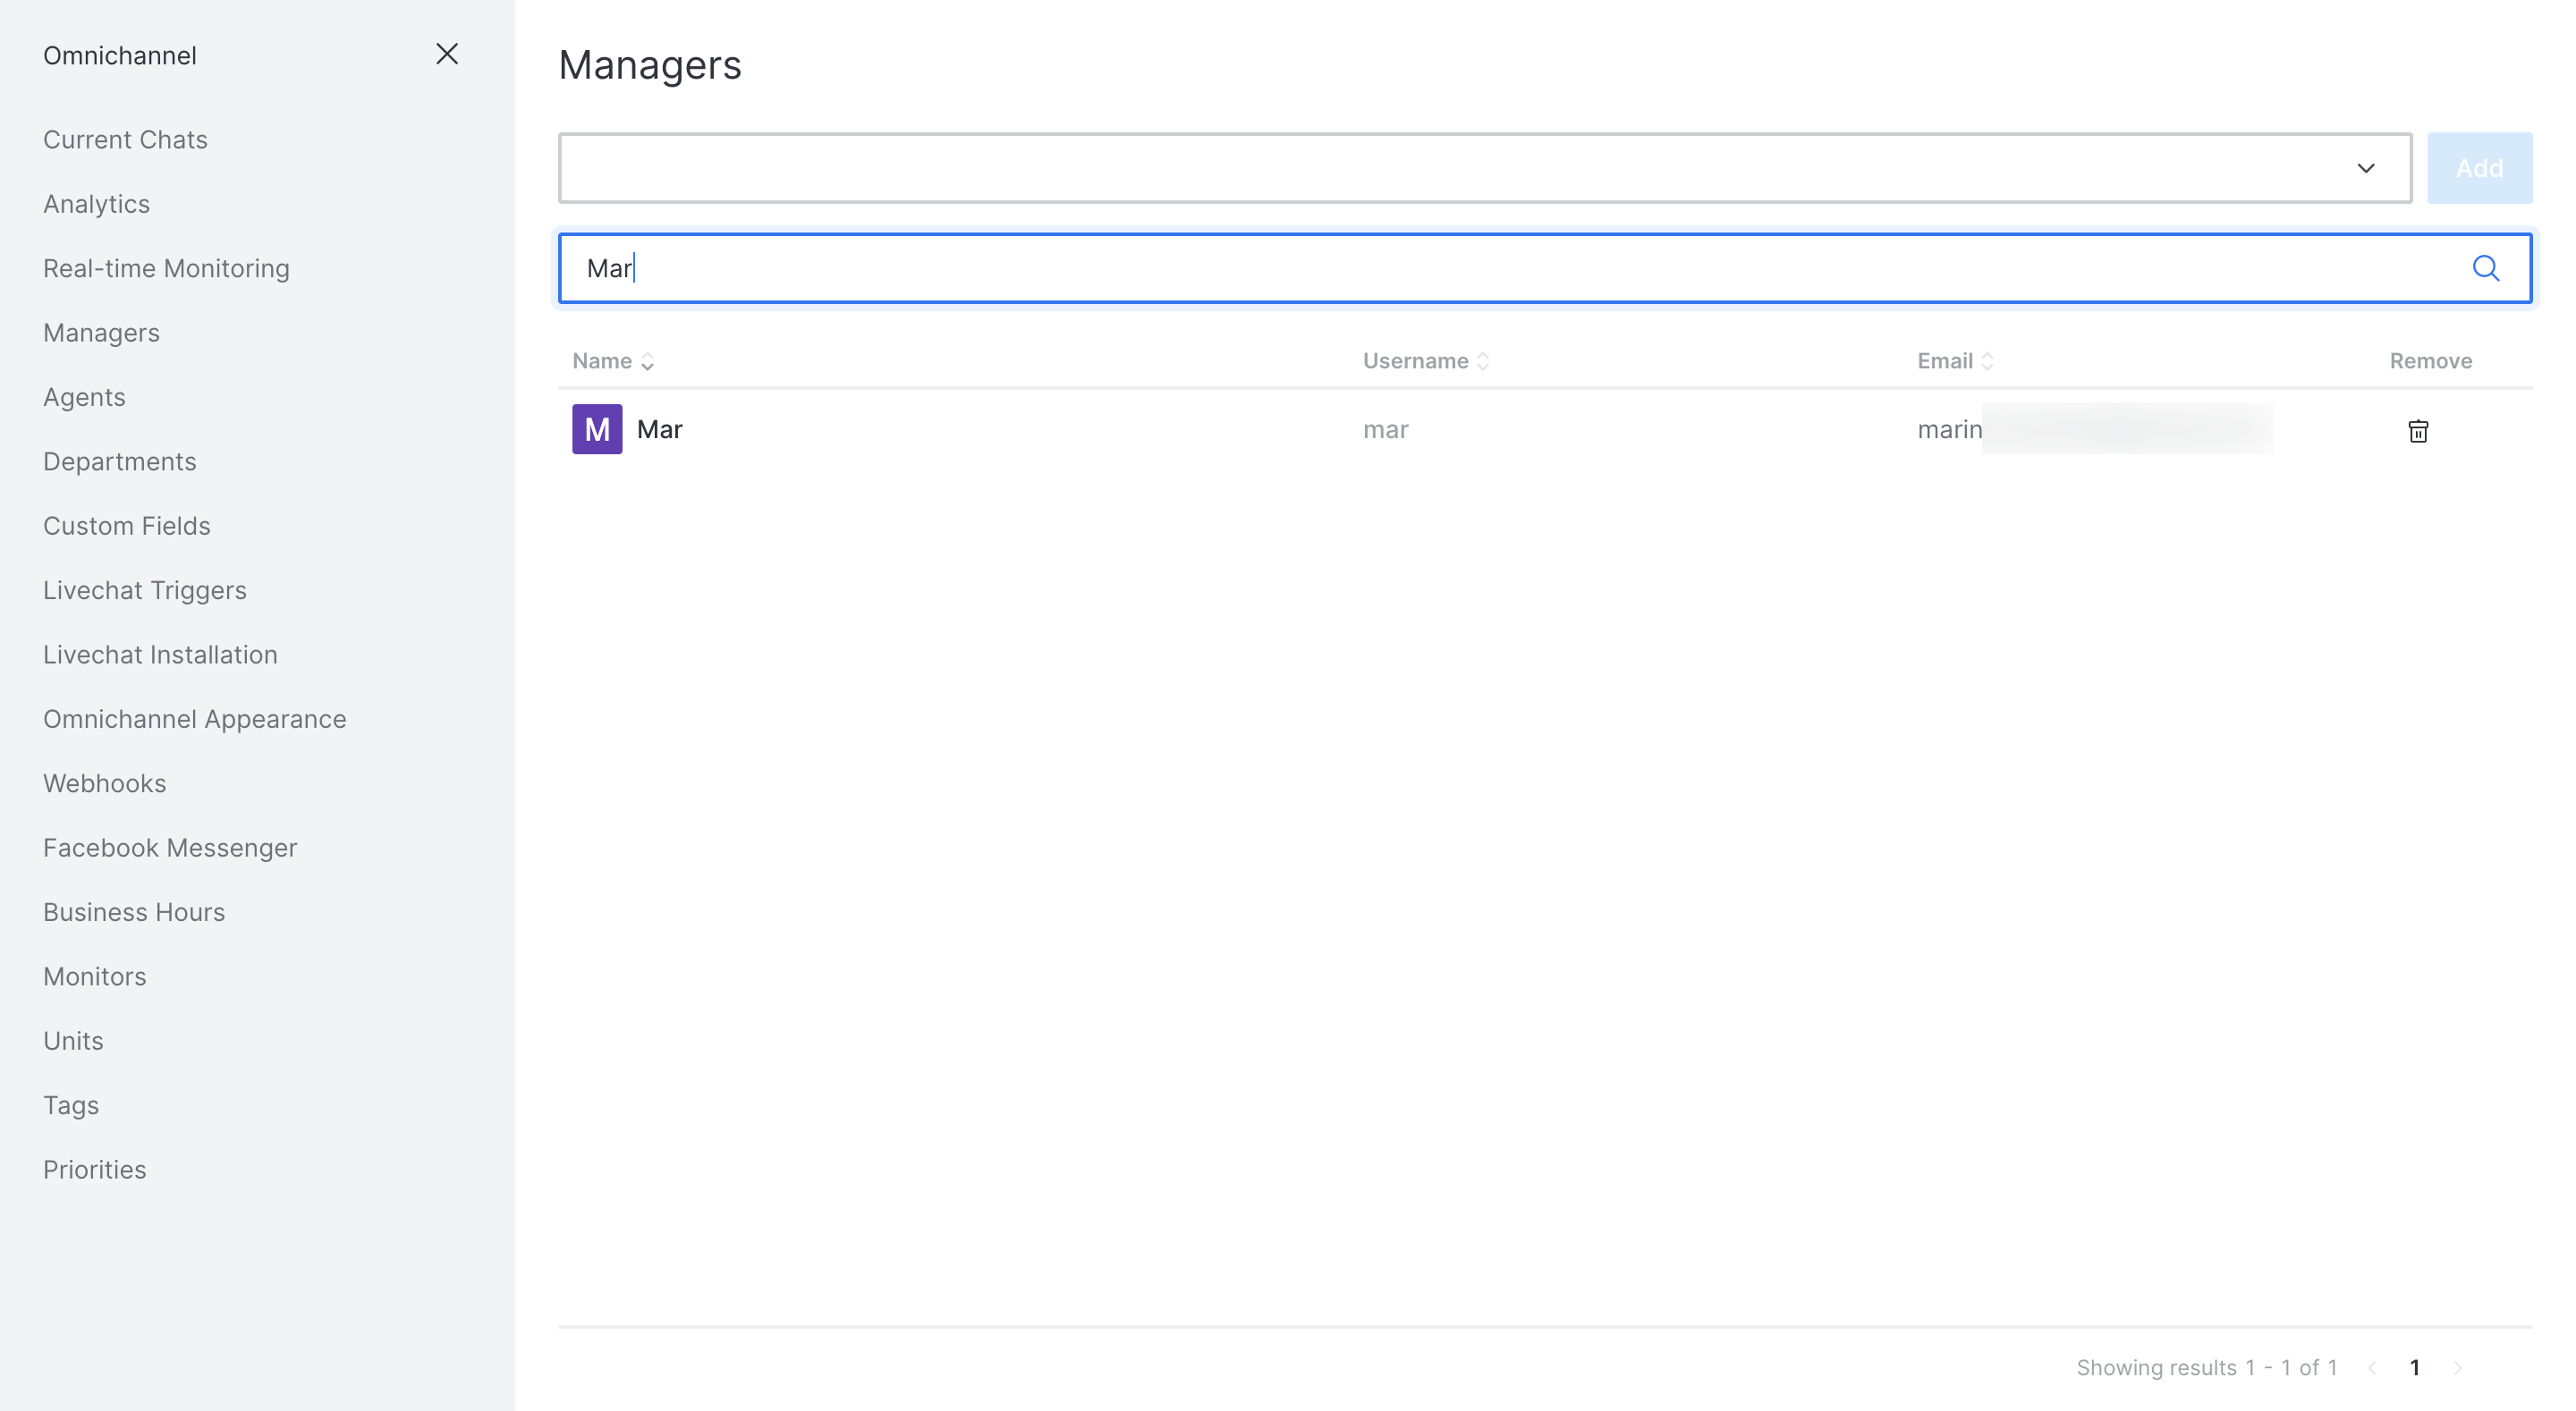 Omnichannel
Current Chats
Analytics
Real-time Monitoring
Managers
Agents
Departments
Custom Fields
Livechat Triggers
Livechat Installation
Omnichannel Appearance
Webhooks
Facebook Messenger
Business Hours
Monitors
Units
Tags
Priorities
Managers
Add
Mar
Name Username Email Remove
M Mar mar marin
Showing results 1 - 1 of 1 1